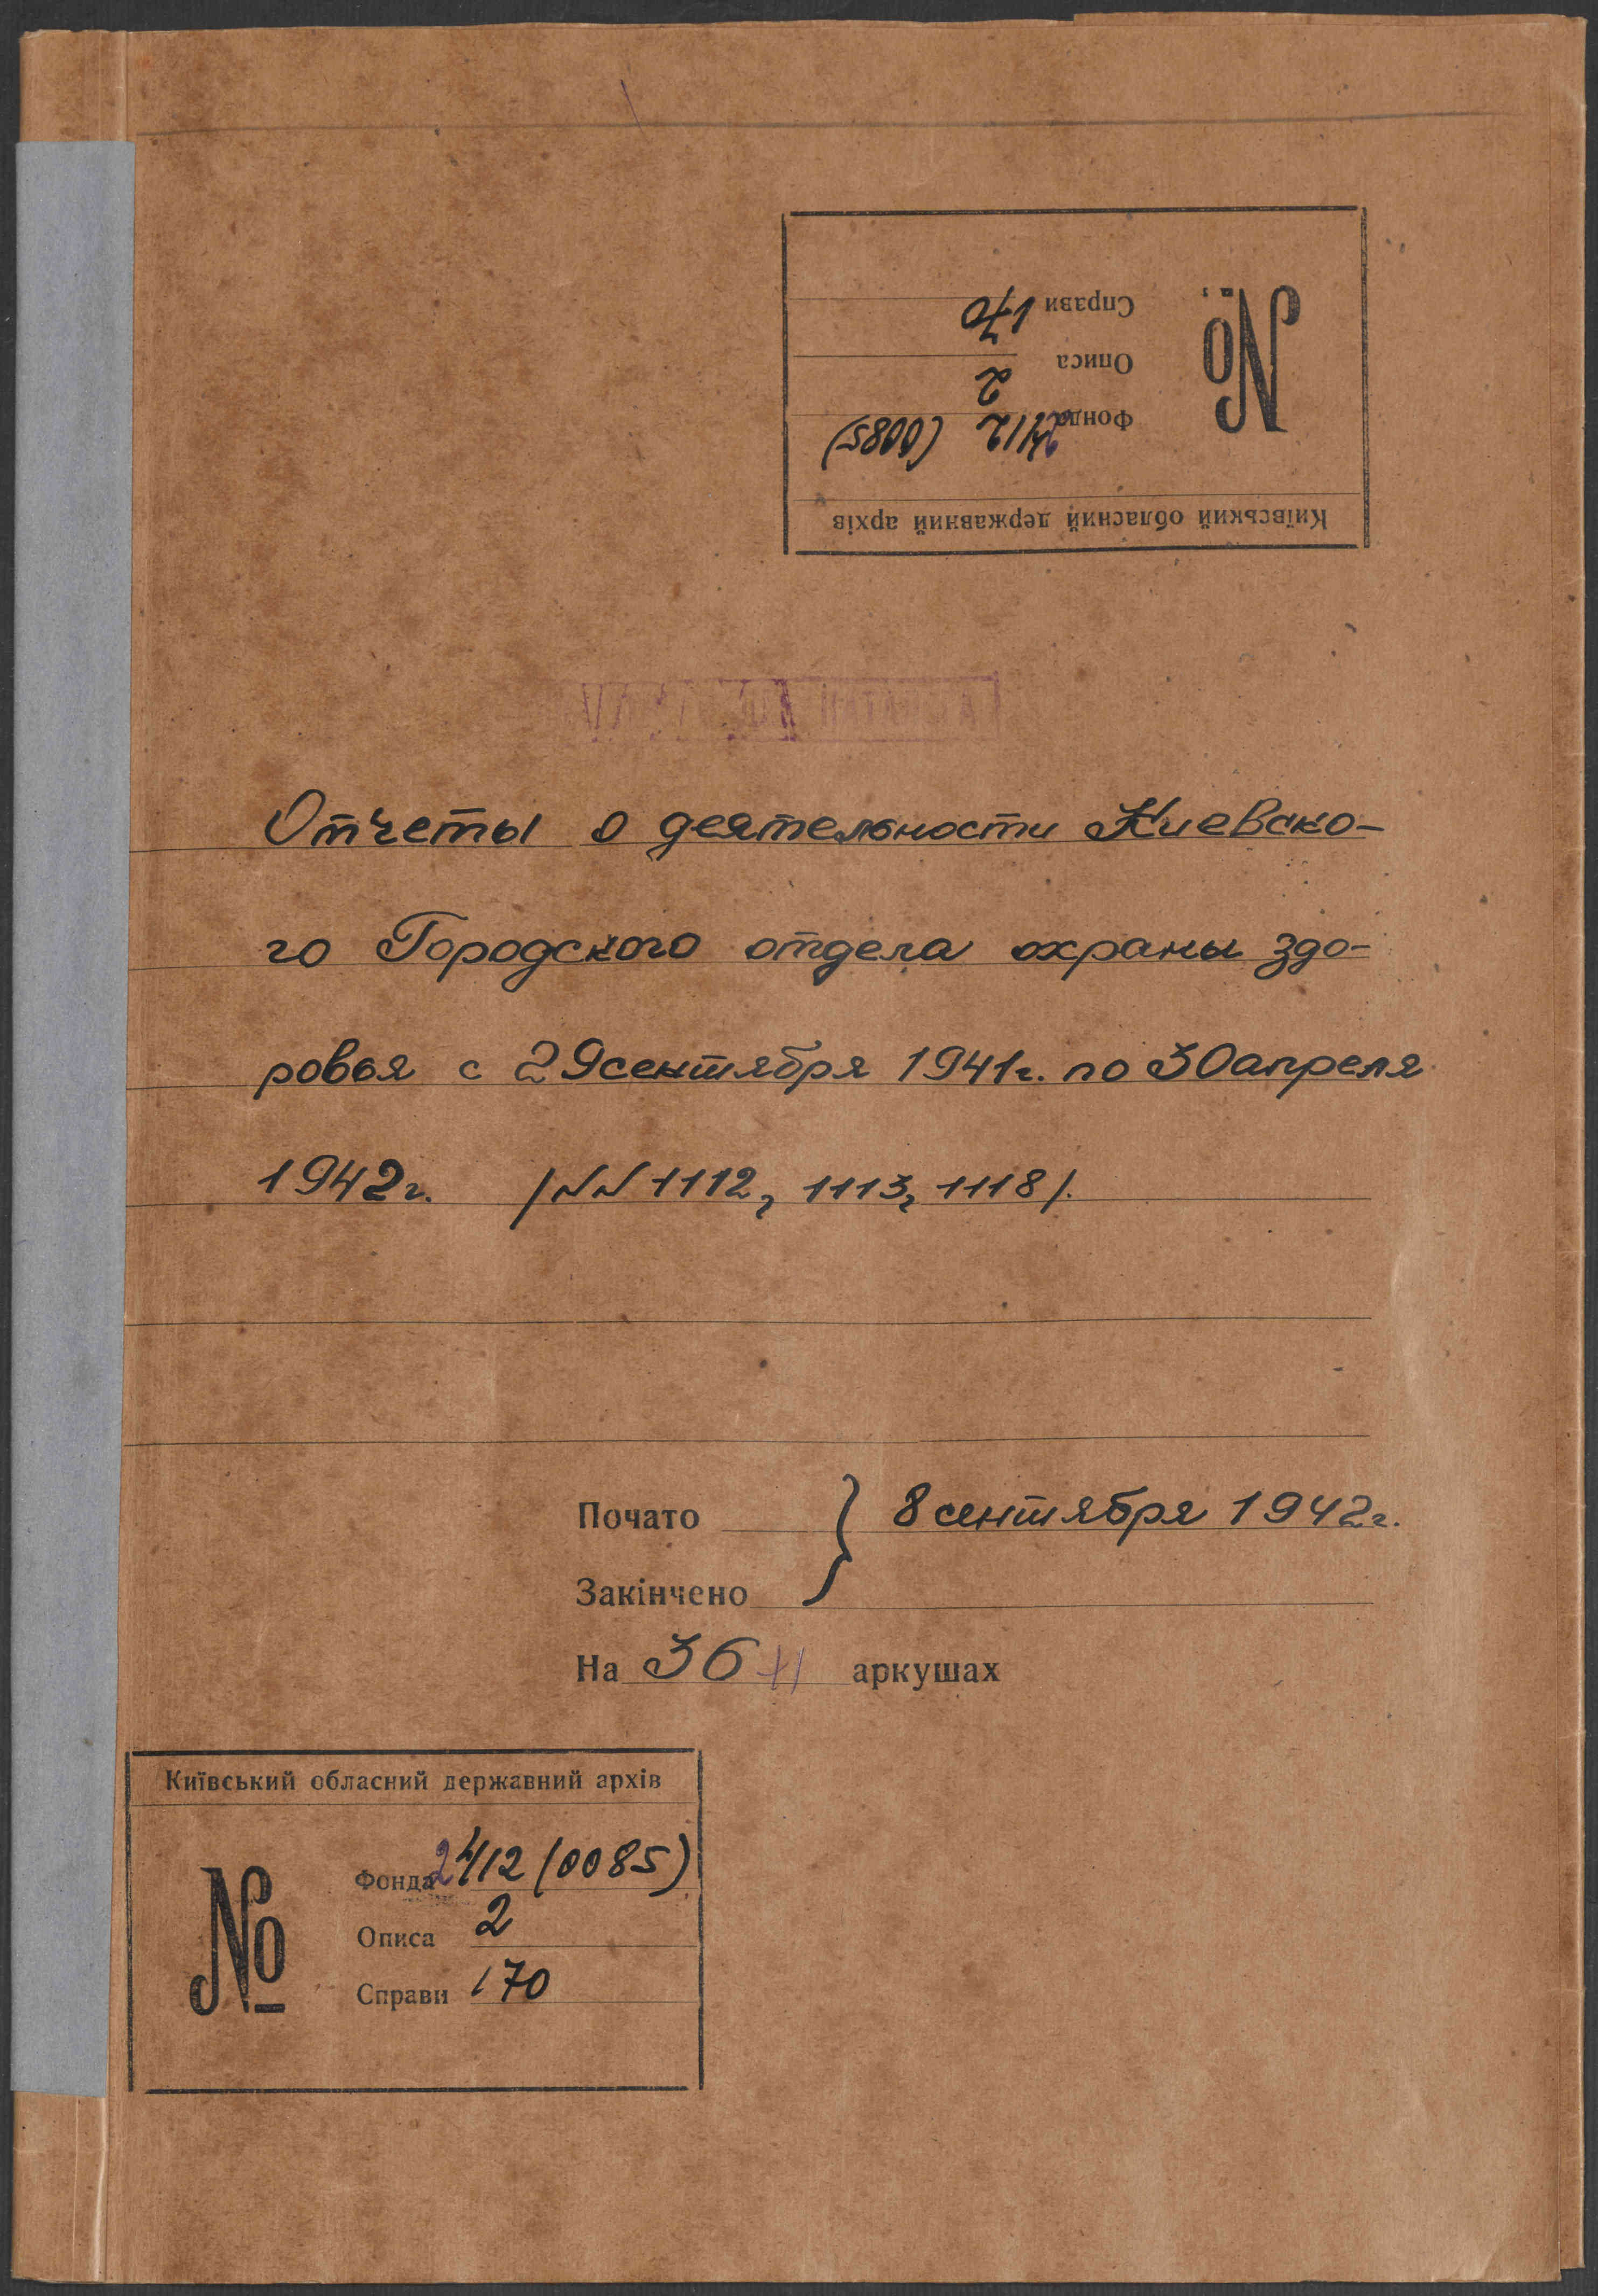 Київський обласний державний архів
№
Фонда 2412 (0085)
Описа 2
Справи 170
Отчеты о деятельности Киевско-
го Городского отдела охраны здо-
ровья с 29 сентября 1941г. по 30 апреля
1942г. /NN 1112, 1113, 1118/.
Почато } 8 сентября 1942г.
Закінчено
На 36 +1 аркушах
Київський обласний державний архів
№
Фонда 2412 (0085)
Описа 2
Справи 170